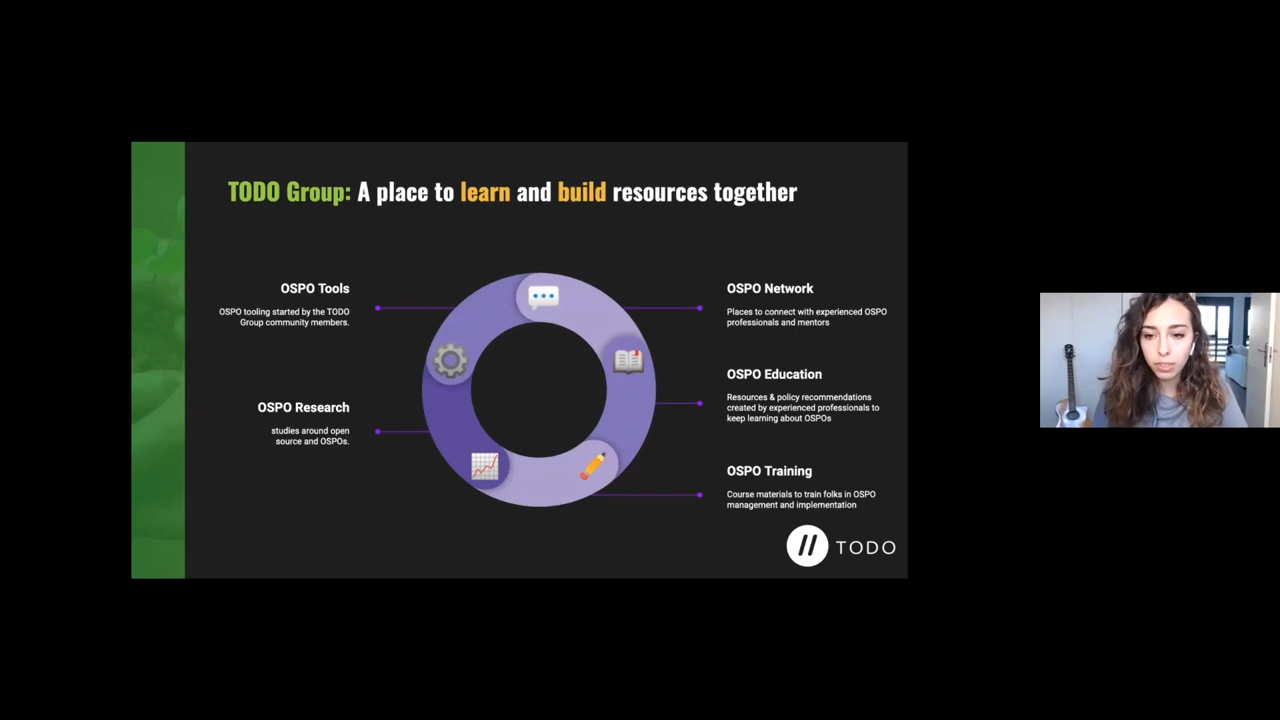 TODO Group: A place to learn and build resources together
OSPO Tools
OSPO tooling started by the TODO
Group community members.
OSPO Research
studies around open
source and OSPOs.
OSPO Network
Places to connect with experienced OSPO
professionals and mentors
OSPO Education
Resources & policy recommendations
created by experienced professionals to
keep learning about OSPOs
OSPO Training
Course materials to train folks in OSPO
management and implementation
TODO